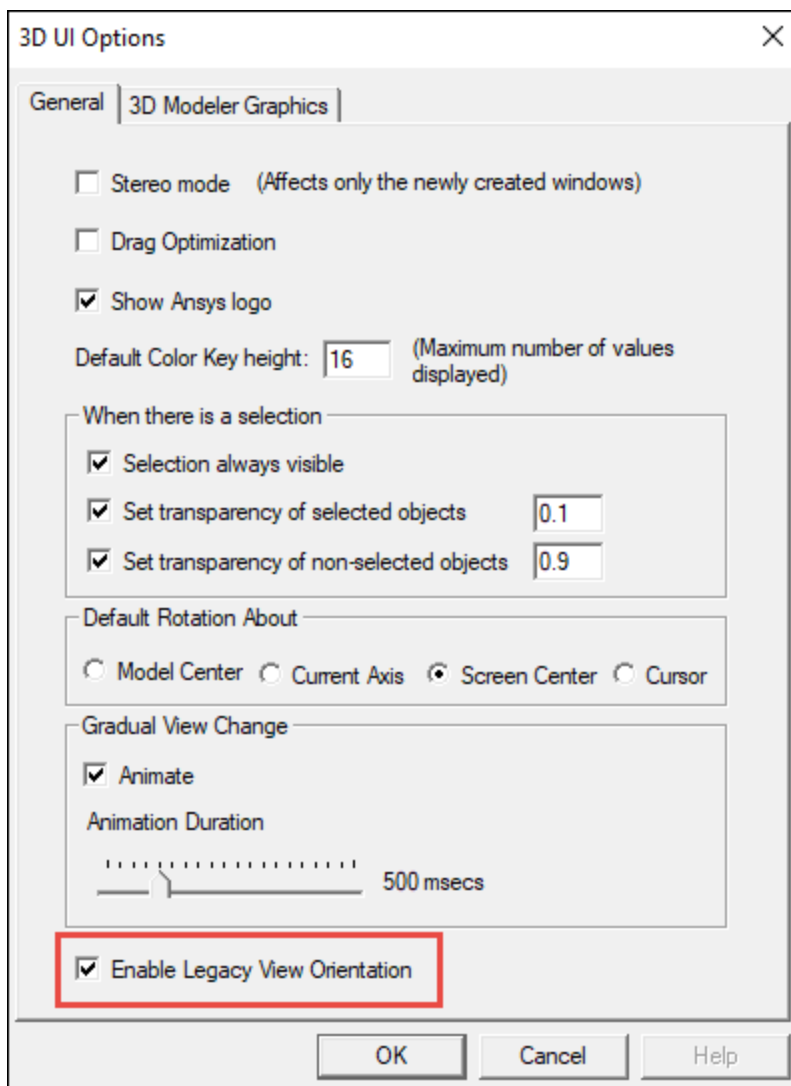 3D UI Options
General
3D Modeler Graphics
Stereo mode (Affects only the newly created windows)
Drag Optimization
Show Ansys logo
Default Color Key height: 16 (Maximum number of values
displayed)
When there is a selection
Selection always visible
Set transparency of selected objects 0.1
Set transparency of non-selected objects 0.9
Default Rotation About
Model Center Current Axis Screen Center Cursor
Gradual View Change
Animate
Animation Duration
500 msecs
Enable Legacy View Orientation
OK Cancel Help